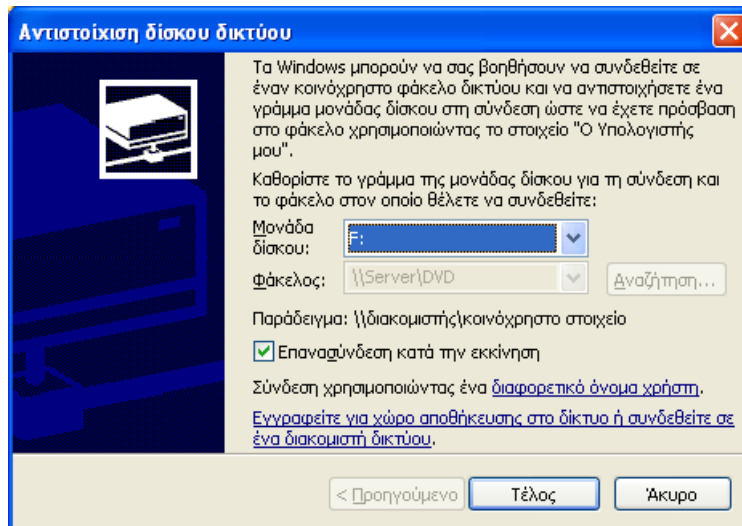 Αντιστοίχιση δίσκου δικτύου
Τα Windows μπορούν να σας βοηθήσουν να συνδεθείτε σε
έναν κοινόχρηστο φάκελο δικτύου και να αντιστοιχήσετε ένα
γράμμα μονάδας δίσκου στη σύνδεση ώστε να έχετε πρόσβαση
στο φάκελο χρησιμοποιώντας το στοιχείο "Ο Υπολογιστής
μου".
Καθορίστε το γράμμα της μονάδας δίσκου για τη σύνδεση και
το φάκελο στον οποίο θέλετε να συνδεθείτε:
Μονάδα
δίσκου:
F:
Φάκελος: \\Server\DVD Αναζήτηση...
Παράδειγμα: \\διακομιστής\κοινόχρηστο στοιχείο
Επανασύνδεση κατά την εκκίνηση
Σύνδεση χρησιμοποιώντας ένα διαφορετικό όνομα χρήστη.
Εγγραφείτε για χώρο αποθήκευσης στο δίκτυο ή συνδεθείτε σε
ένα διακομιστή δικτύου.
< Προηγούμενο Τέλος Άκυρο